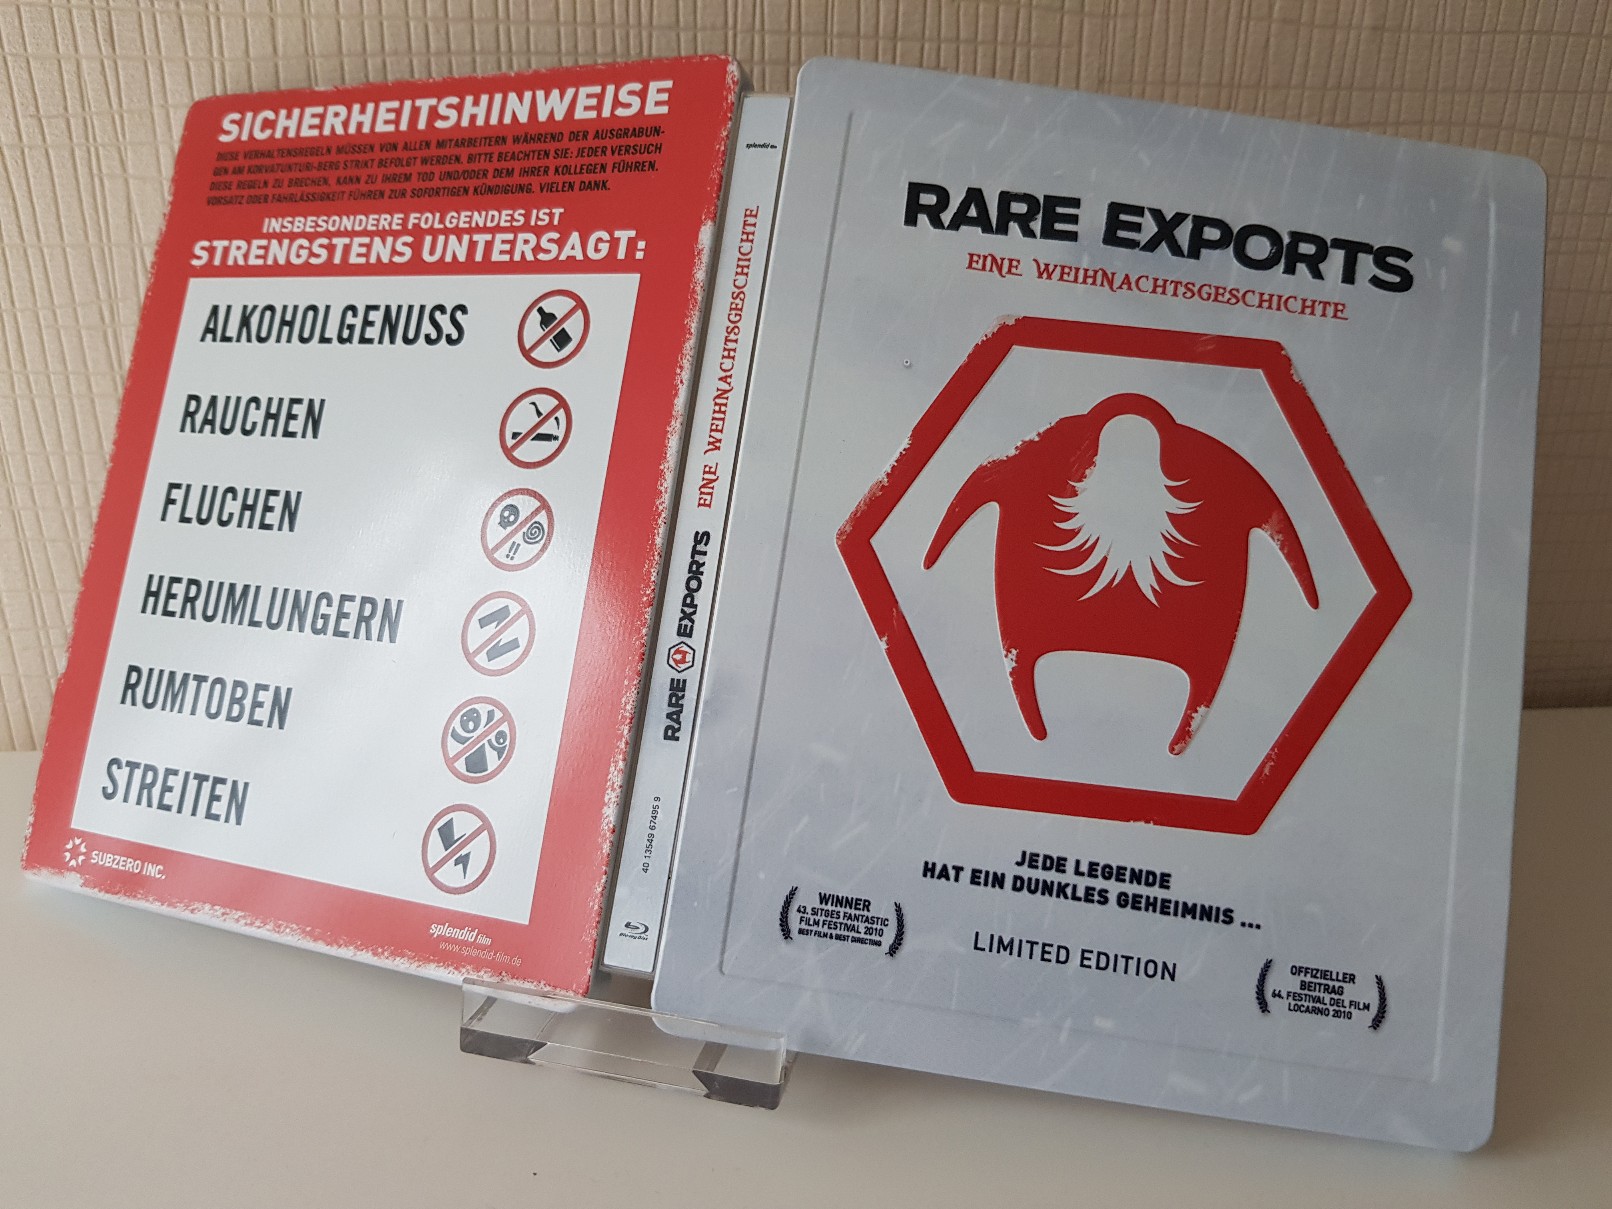 SICHERHEITSHINWEISE
DIESE VERHALTENSREGELN MÜSSEN VON ALLEN MITARBEITERN WÄHREND DER AUSGRABUN-
GEN AM KORVATUNTURI-BERG STRIKT BEFOLGT WERDEN. BITTE BEACHTEN SIE: JEDER VERSUCH
DIESE REGELN ZU BRECHEN, KANN ZU IHREM TOD UND/ODER DEM IHRER KOLLEGEN FÜHREN.
VORSATZ ODER FAHRLÄSSIGKEIT FÜHREN ZUR SOFORTIGEN KÜNDIGUNG. VIELEN DANK.
INSBESONDERE FOLGENDES IST
STRENGSTENS UNTERSAGT:
ALKOHOLGENUSS
RAUCHEN
FLUCHEN
HERUMLUNGERN
RUMTOBEN
STREITEN
SUBZERO INC.
splendid film
www.splendid-film.de
splendid film
RARE EXPORTS EINE WEIHNACHTSGESCHICHTE
40 13549 67495 9
Blu-ray Disc
RARE EXPORTS
EINE WEIHNACHTSGESCHICHTE
JEDE LEGENDE
HAT EIN DUNKLES GEHEIMNIS ...
WINNER
43. SITGES FANTASTIC
FILM FESTIVAL 2010
BEST FILM & BEST DIRECTING
LIMITED EDITION
OFFIZIELLER
BEITRAG
64. FESTIVAL DEL FILM
LOCARNO 2010